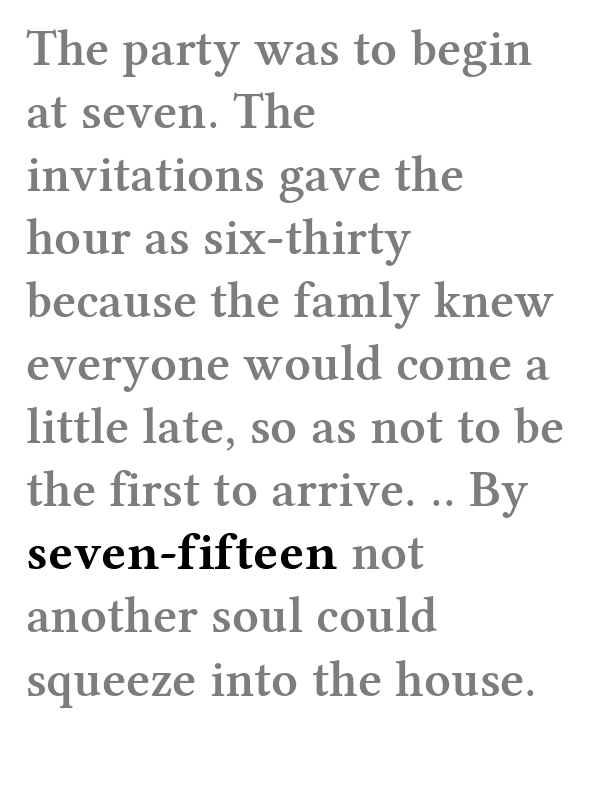 The party was to begin
at seven. The
invitations gave the
hour as six-thirty
because the famly knew
everyone would come a
little late, so as not to be
the first to arrive. .. By
seven-fifteen not
another soul could
squeeze into the house.